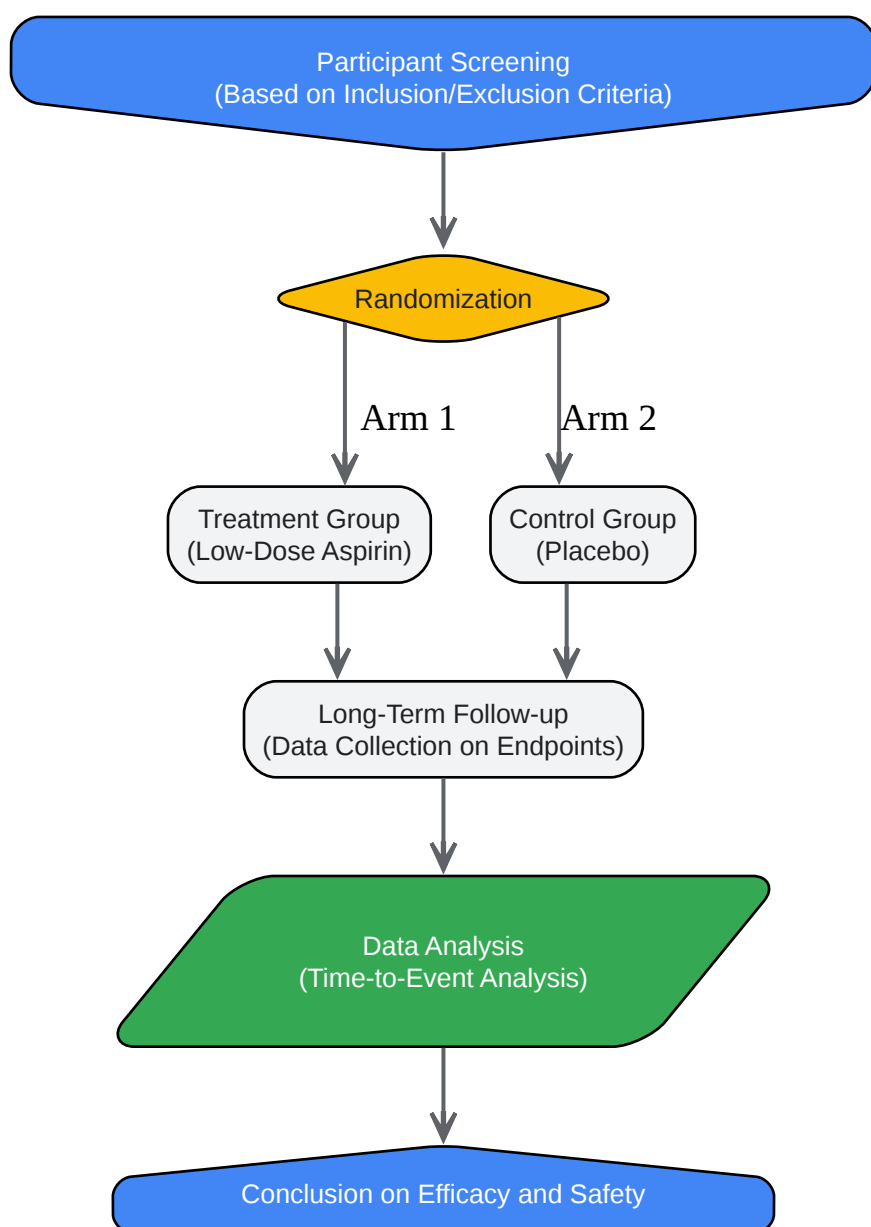 Participant Screening
(Based on Inclusion/Exclusion Criteria)
Randomization
Arm 1
Arm 2
Treatment Group
(Low-Dose Aspirin)
Control Group
(Placebo)
Long-Term Follow-up
(Data Collection on Endpoints)
Data Analysis
(Time-to-Event Analysis)
Conclusion on Efficacy and Safety